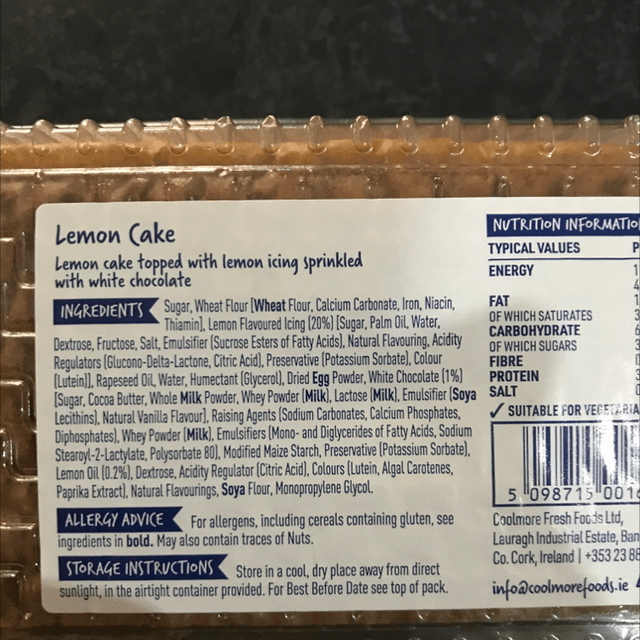 Lemon Cake
Lemon cake topped with lemon icing sprinkled
with white chocolate
INGREDIENTS Sugar, Wheat Flour [Wheat Flour, Calcium Carbonate, Iron, Niacin,
Thiamin], Lemon Flavoured Icing (20%) [Sugar, Palm Oil, Water,
Dextrose, Fructose, Salt, Emulsifier (Sucrose Esters of Fatty Acids), Natural Flavouring, Acidity
Regulators (Glucono-Delta-Lactone, Citric Acid), Preservative (Potassium Sorbate), Colour
(Lutein)], Rapeseed Oil, Water, Humectant (Glycerol), Dried Egg Powder, White Chocolate (1%)
[Sugar, Cocoa Butter, Whole Milk Powder, Whey Powder (Milk), Lactose (Milk), Emulsifier (Soya
Lecithins), Natural Vanilla Flavour], Raising Agents (Sodium Carbonates, Calcium Phosphates,
Diphosphates), Whey Powder (Milk), Emulsifiers (Mono- and Diglycerides of Fatty Acids, Sodium
Stearoyl-2-Lactylate, Polysorbate 80), Modified Maize Starch, Preservative (Potassium Sorbate),
Lemon Oil (0.2%), Dextrose, Acidity Regulator (Citric Acid), Colours (Lutein, Algal Carotenes,
Paprika Extract), Natural Flavourings, Soya Flour, Monopropylene Glycol.
ALLERGY ADVICE For allergens, including cereals containing gluten, see
ingredients in bold. May also contain traces of Nuts.
STORAGE INSTRUCTIONS Store in a cool, dry place away from direct
sunlight, in the airtight container provided. For Best Before Date see top of pack.
NUTRITION INFORMATIO
TYPICAL VALUES P
ENERGY 1
4
FAT
OF WHICH SATURATES 3
CARBOHYDRATE 6
OF WHICH SUGARS 3
FIBRE
PROTEIN 3
SALT 0
✓ SUITABLE FOR VEGETARIA
5 098715 001
Coolmore Fresh Foods Ltd,
Lauragh Industrial Estate, Ban
Co. Cork, Ireland | +353 23 88
info@coolmorefoods.ie